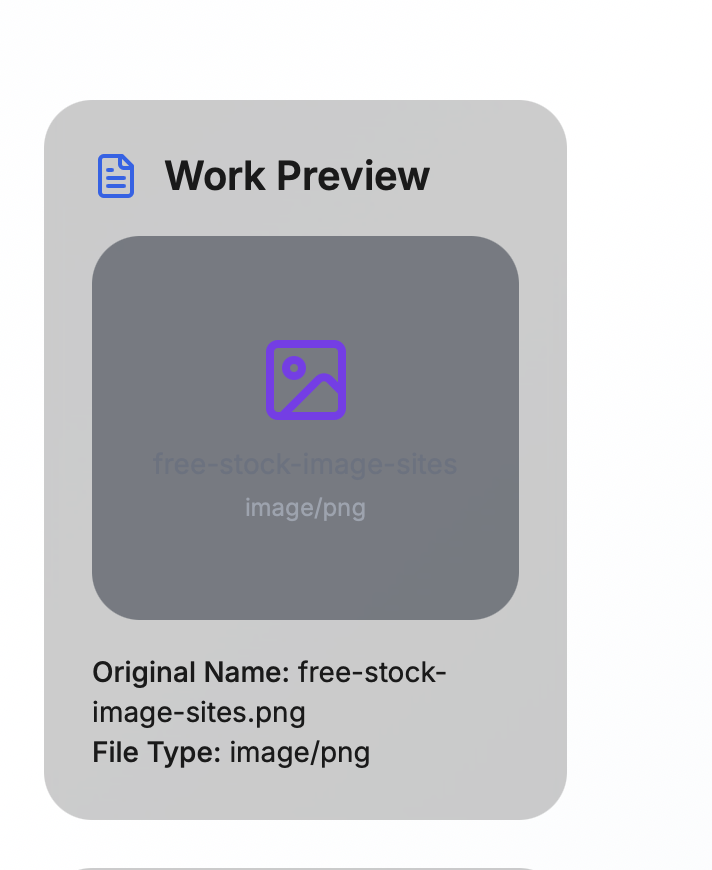 Work Preview
free-stock-image-sites
image/png
Original Name: free-stock-
image-sites.png
File Type: image/png